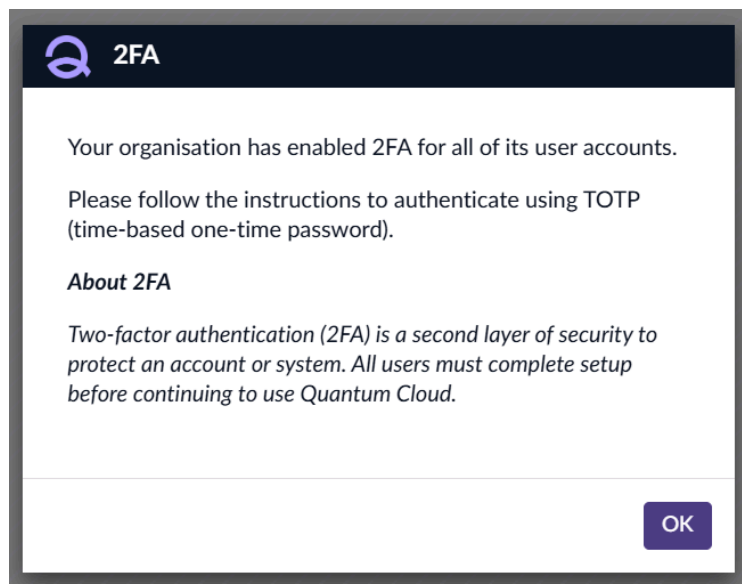 2FA
Your organisation has enabled 2FA for all of its user accounts.
Please follow the instructions to authenticate using TOTP
(time-based one-time password).
About 2FA
Two-factor authentication (2FA) is a second layer of security to
protect an account or system. All users must complete setup
before continuing to use Quantum Cloud.
OK